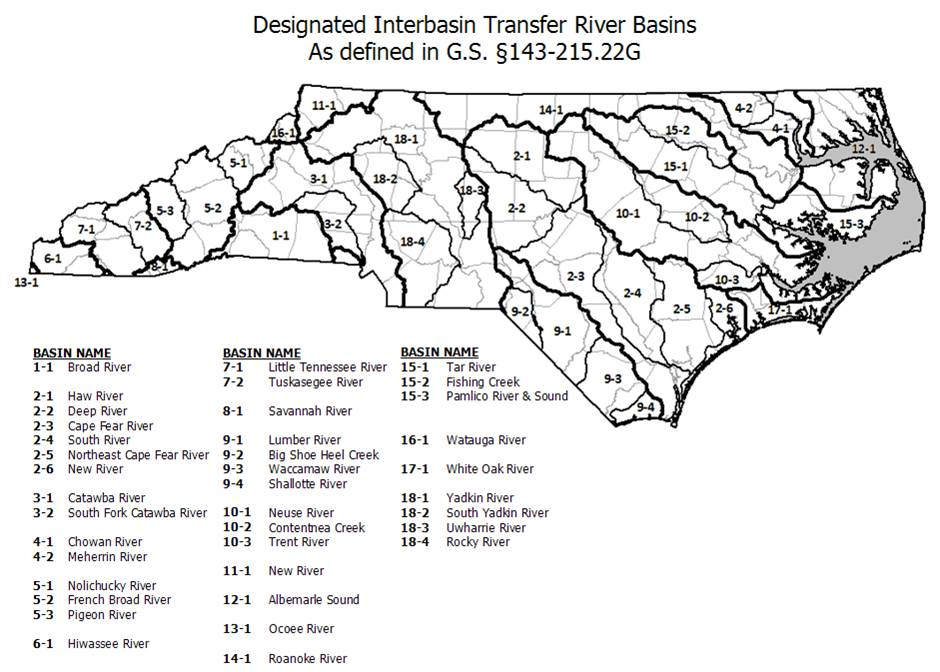 Designated Interbasin Transfer River Basins
As defined in G.S. §143-215.22G
11-1
14-1
4-2
16-1
18-1
15-2
4-1
12-1
5-1
2-1
15-1
3-1
18-2
18-3
5-3
5-2
2-2
10-1
10-2
7-1
7-2
3-2
15-3
1-1
18-4
6-1
8-1
2-3
10-3
13-1
2-4
9-2
2-5
2-6
17-1
9-1
9-3
9-4
BASIN NAME
1-1 Broad River
2-1 Haw River
2-2 Deep River
2-3 Cape Fear River
2-4 South River
2-5 Northeast Cape Fear River
2-6 New River
3-1 Catawba River
3-2 South Fork Catawba River
4-1 Chowan River
4-2 Meherrin River
5-1 Nolichucky River
5-2 French Broad River
5-3 Pigeon River
6-1 Hiwassee River
BASIN NAME
7-1 Little Tennessee River
7-2 Tuskasegee River
8-1 Savannah River
9-1 Lumber River
9-2 Big Shoe Heel Creek
9-3 Waccamaw River
9-4 Shallotte River
10-1 Neuse River
10-2 Contentnea Creek
10-3 Trent River
11-1 New River
12-1 Albemarle Sound
13-1 Ocoee River
14-1 Roanoke River
BASIN NAME
15-1 Tar River
15-2 Fishing Creek
15-3 Pamlico River & Sound
16-1 Watauga River
17-1 White Oak River
18-1 Yadkin River
18-2 South Yadkin River
18-3 Uwharrie River
18-4 Rocky River